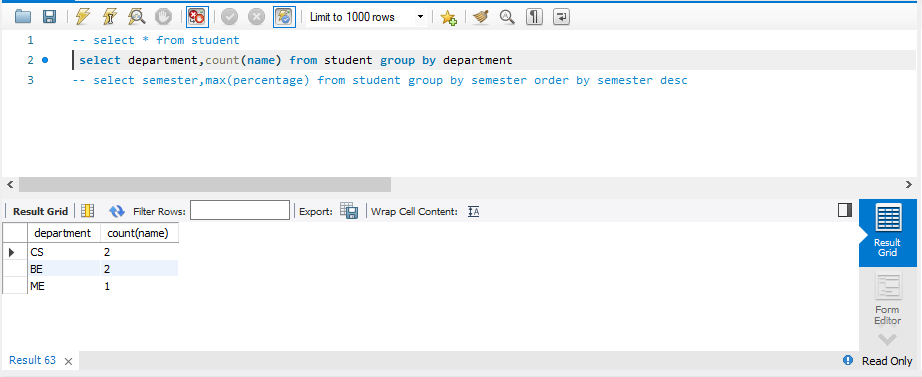 Limit to 1000 rows
1 -- select * from student
2 select department,count(name) from student group by department
3 -- select semester,max(percentage) from student group by semester order by semester desc
Result Grid Filter Rows: Export: Wrap Cell Content: IA
department count(name)
CS 2
BE 2
ME 1
Result Grid
Form Editor
Result 63 × Read Only